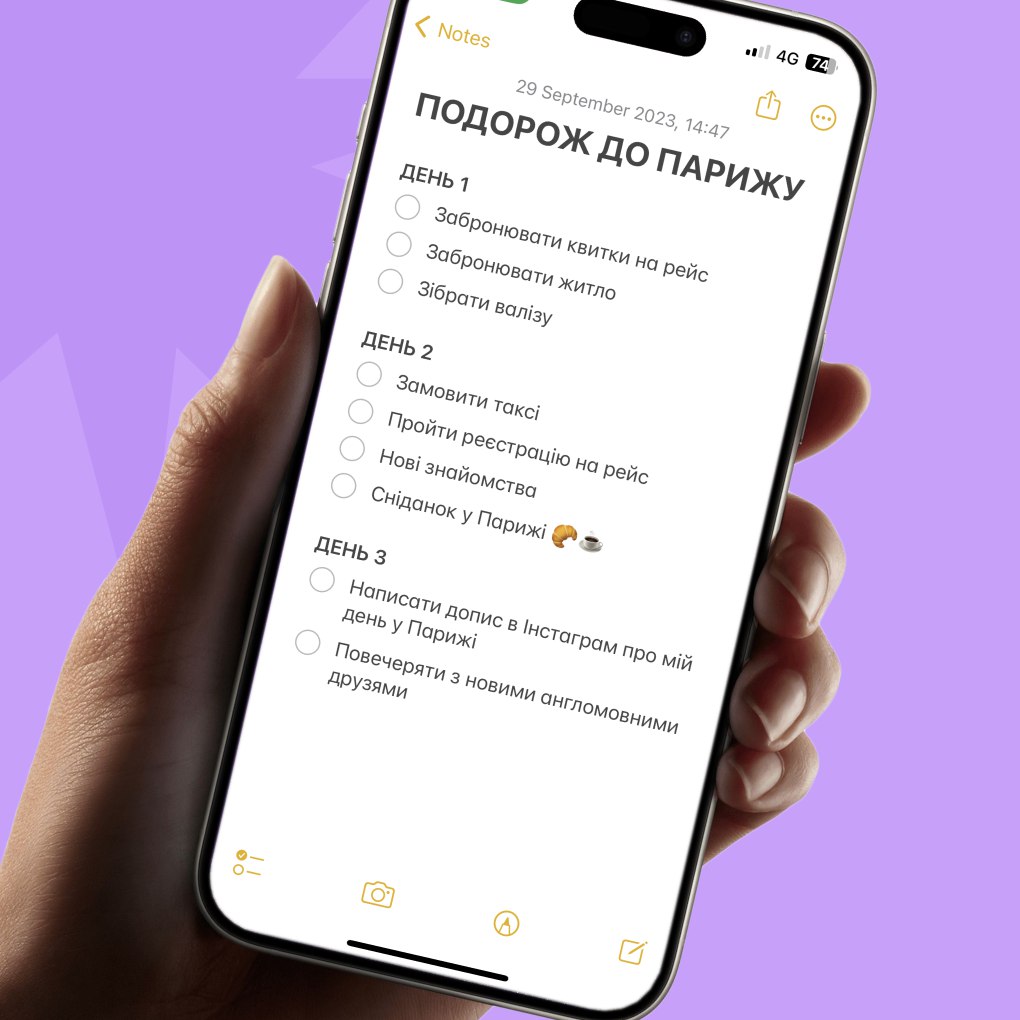 Notes
4G
74
29 September 2023, 14:47
ПОДОРОЖ ДО ПАРИЖУ
ДЕНЬ 1
Забронювати квитки на рейс
Забронювати житло
Зібрати валізу
ДЕНЬ 2
Замовити таксі
Пройти реєстрацію на рейс
Нові знайомства
Сніданок у Парижі 🥐☕
ДЕНЬ 3
Написати допис в Інстаграм про мій
день у Парижі
Повечеряти з новими англомовними
друзями